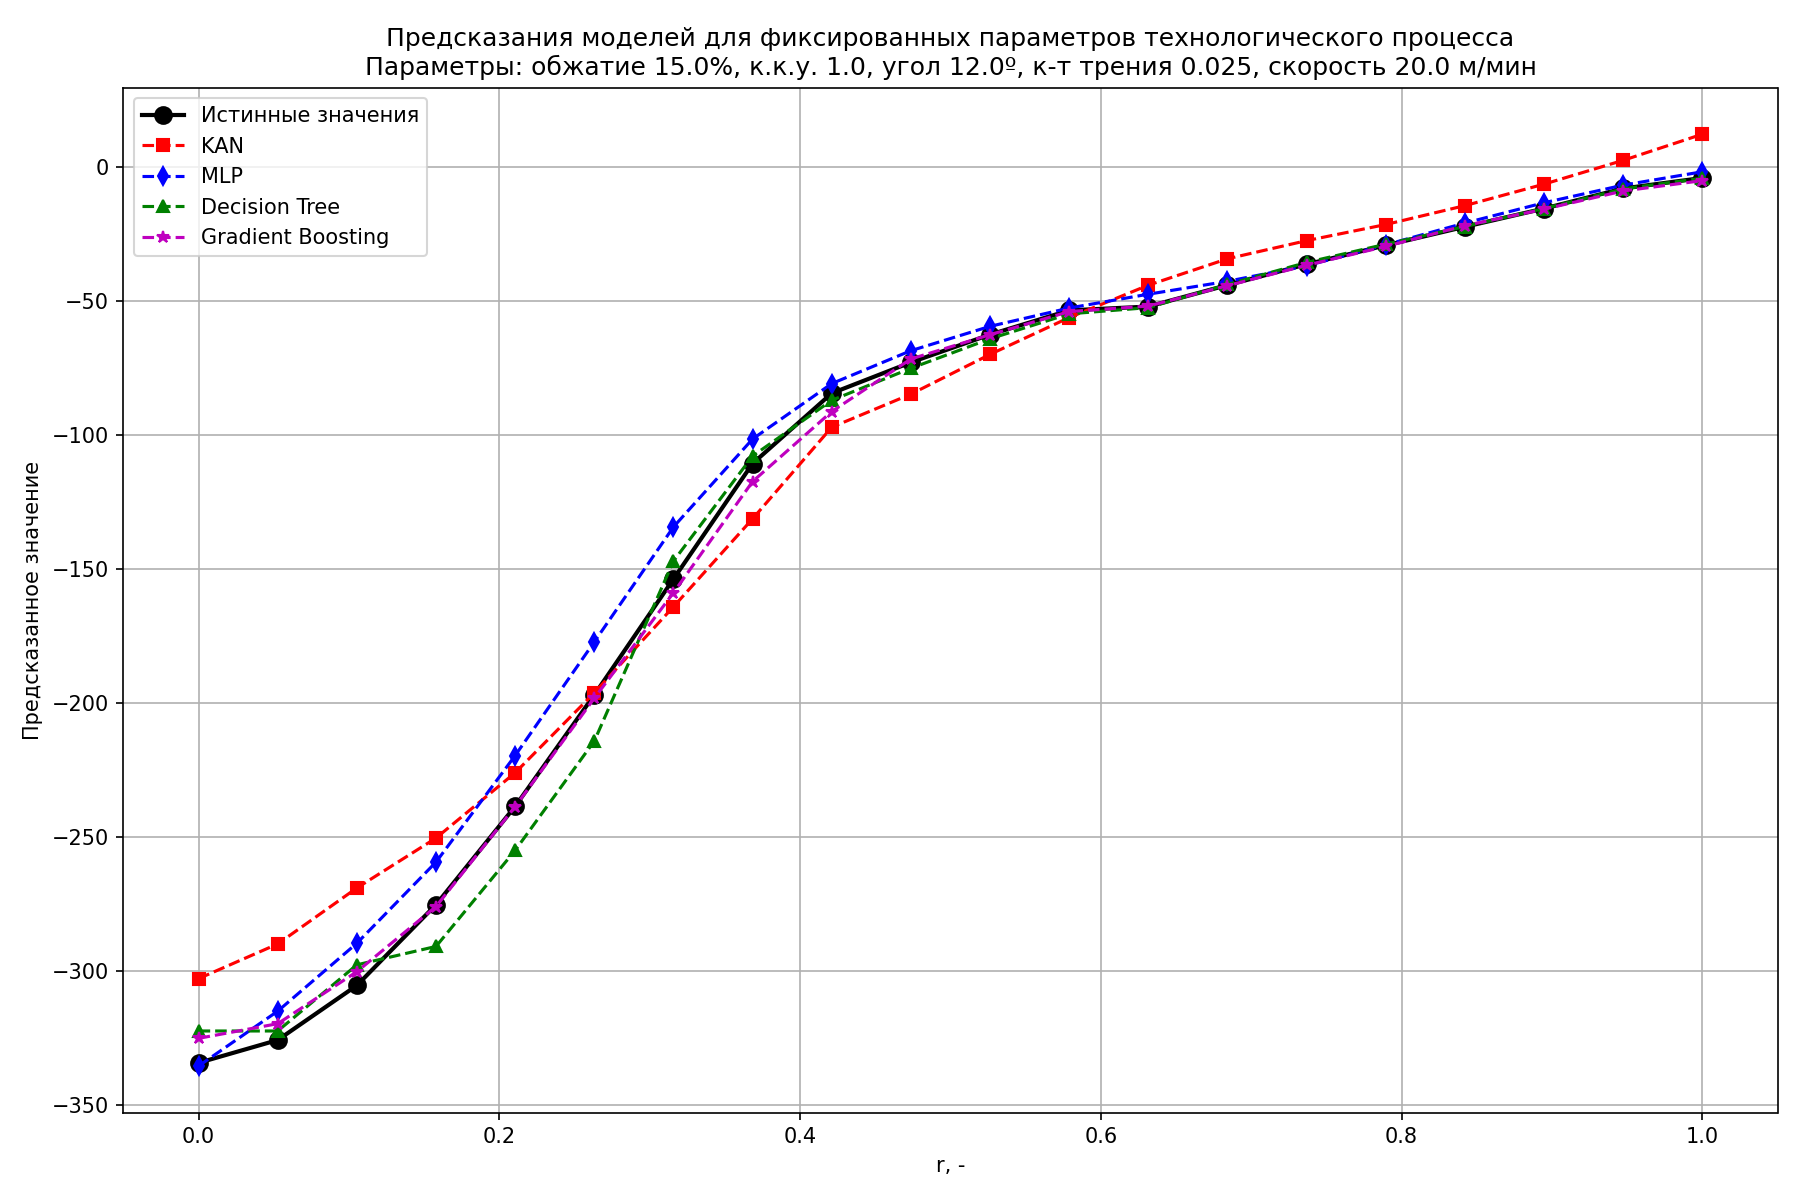 Предсказания моделей для фиксированных параметров технологического процесса
Параметры: обжатие 15.0%, к.к.у. 1.0, угол 12.0º, к-т трения 0.025, скорость 20.0 м/мин
Истинные значения
KAN
MLP
Decision Tree
Gradient Boosting
Предсказанное значение
0
−50
−100
−150
−200
−250
−300
−350
0.0
0.2
0.4
0.6
0.8
1.0
r, -